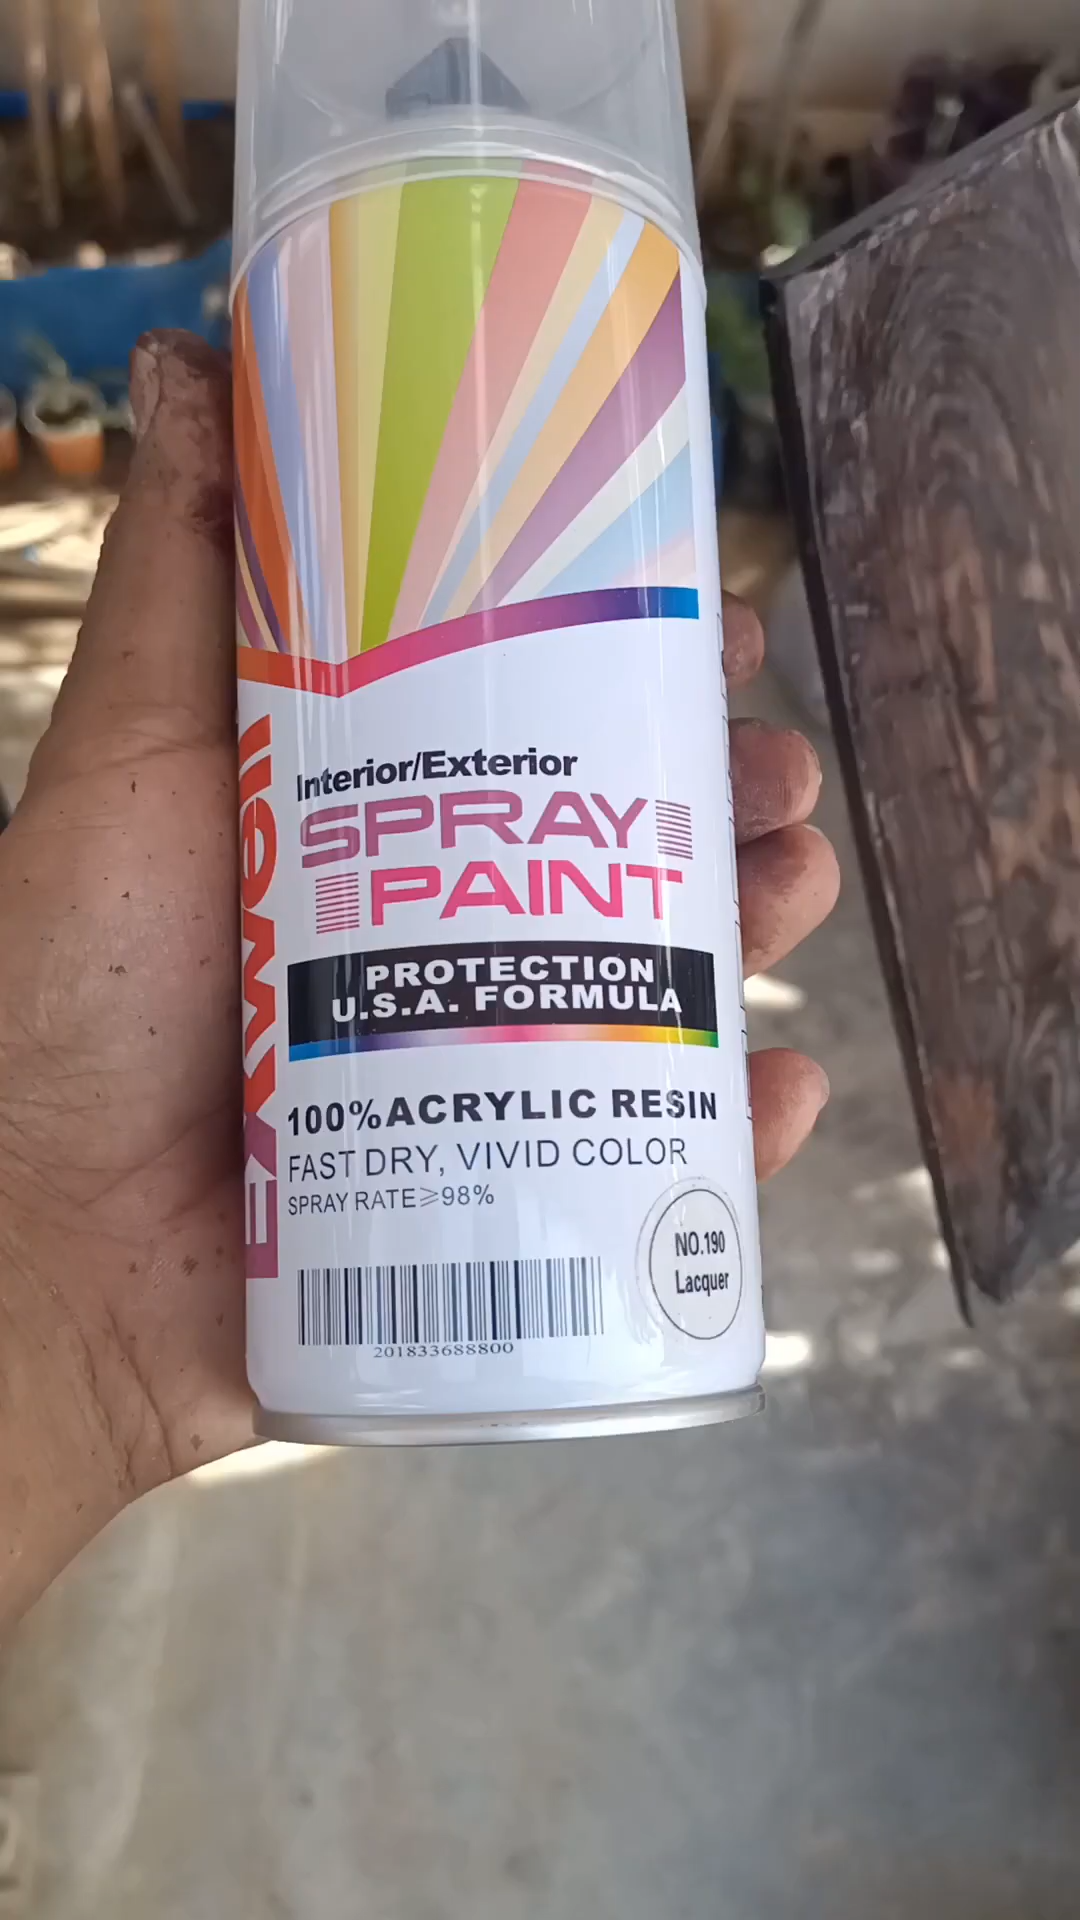 Exwell
Interior/Exterior
SPRAY
PAINT
PROTECTION
U.S.A. FORMULA
100% ACRYLIC RESIN
FAST DRY, VIVID COLOR
SPRAY RATE≥98%
NO.190
Lacquer
201833688800